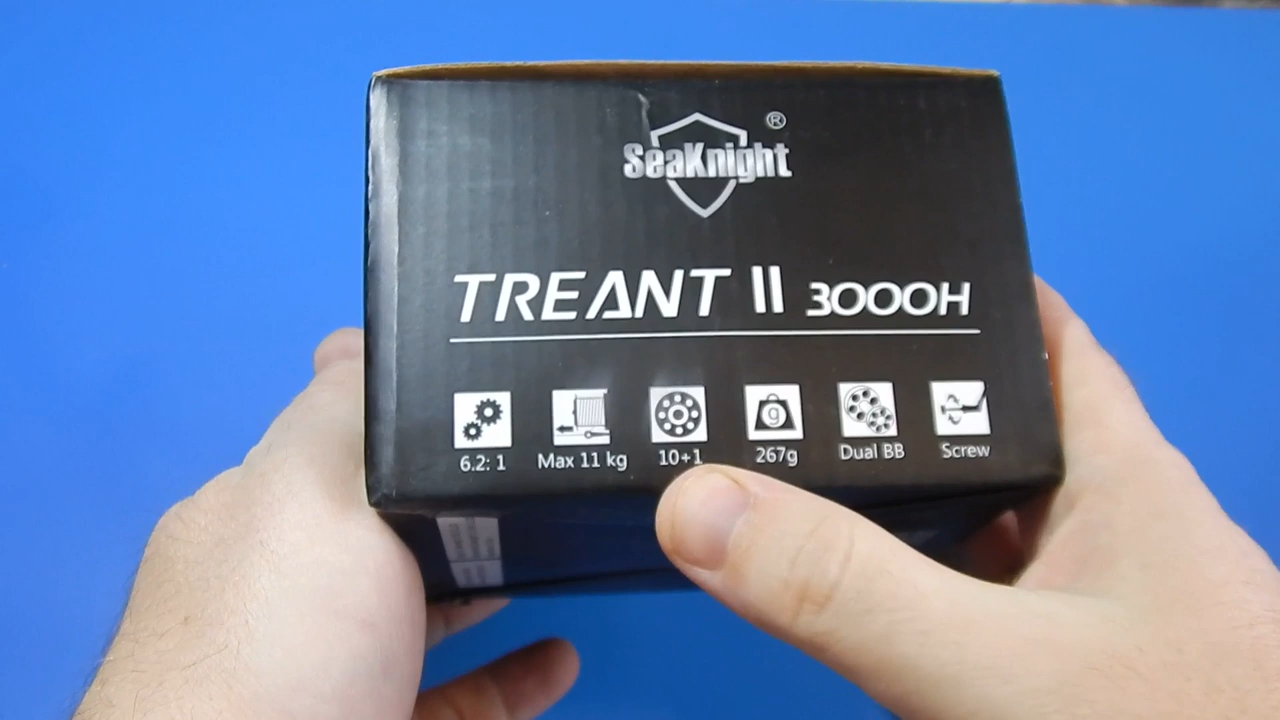 SeaKnight ®
TREANT II 3000H
6.2: 1 Max 11 kg 10+1 267g Dual BB Screw
g